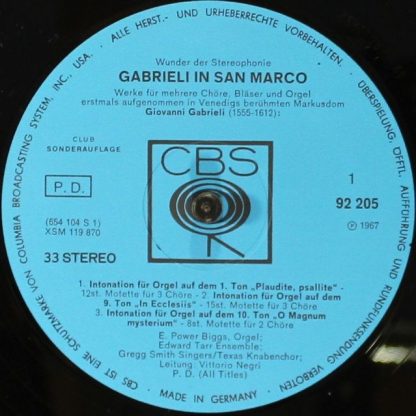 ALLE HERST.- UND URHEBERRECHTE VORBEHALTEN. - ÜBERSPIELUNG, ÖFFTL. AUFFÜHRUNG UND RUNDFUNKSENDUNG VERBOTEN
CBS IST EINE SCHUTZMARKE VON COLUMBIA BROADCASTING SYSTEM, INC., USA.
Wunder der Stereophonie
GABRIELI IN SAN MARCO
Werke für mehrere Chöre, Bläser und Orgel
erstmals aufgenommen in Venedigs berühmten Markusdom
Giovanni Gabrieli (1555-1612):
CLUB
SONDERAUFLAGE
CBS
P. D.
1
92 205
(654 104 S 1)
XSM 119 870
Ⓟ 1967
33 STEREO
1. Intonation für Orgel auf dem 1. Ton „Plaudite, psallite" -
12st. Motette für 3 Chöre - 2. Intonation für Orgel auf dem
9. Ton „In Ecclesiis" - 15st. Motette für 3 Chöre -
3. Intonation für Orgel auf dem 10. Ton „O Magnum
mysterium" - 8st. Motette für 2 Chöre
E. Power Biggs, Orgel;
Edward Tarr Ensemble;
Gregg Smith Singers/Texas Knabenchor;
Leitung: Vittorio Negri
P. D. (All Titles)
MADE IN GERMANY